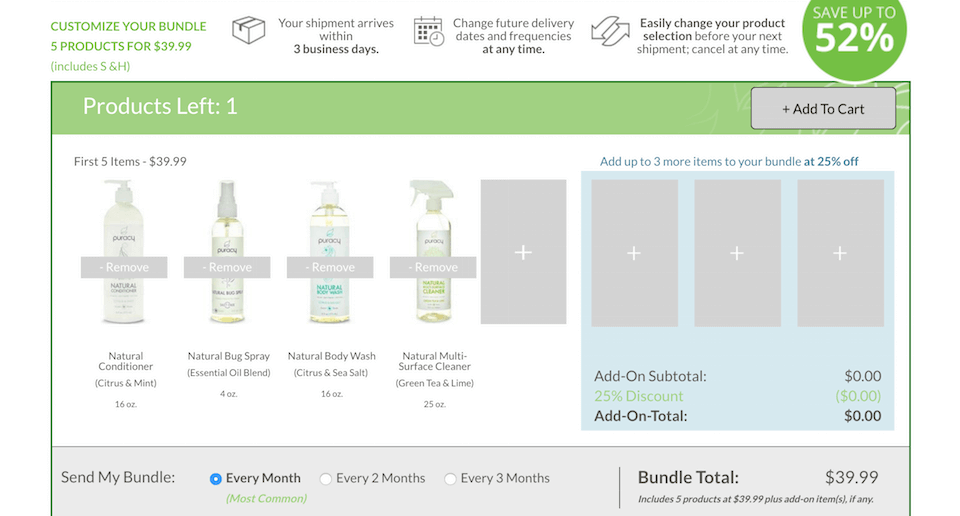 CUSTOMIZE YOUR BUNDLE
5 PRODUCTS FOR $39.99
(includes S &H)
Your shipment arrives
within
3 business days.
Change future delivery
dates and frequencies
at any time.
Easily change your product
selection before your next
shipment; cancel at any time.
SAVE UP TO
52%
Products Left: 1
+ Add To Cart
First 5 Items - $39.99
Add up to 3 more items to your bundle at 25% off
puracy
NATURAL
CONDITIONER
- Remove
puracy
NATURAL BUG SPRAY
- Remove
puracy
NATURAL
BODY WASH
- Remove
puracy
NATURAL
MULTI-SURFACE
CLEANER
- Remove
+
+
+
+
Natural
Conditioner
(Citrus & Mint)
16 oz.
Natural Bug Spray
(Essential Oil Blend)
4 oz.
Natural Body Wash
(Citrus & Sea Salt)
16 oz.
Natural Multi-
Surface Cleaner
(Green Tea & Lime)
25 oz.
Add-On Subtotal: $0.00
25% Discount ($0.00)
Add-On-Total: $0.00
Send My Bundle:
Every Month
(Most Common)
Every 2 Months
Every 3 Months
Bundle Total: $39.99
Includes 5 products at $39.99 plus add-on item(s), if any.